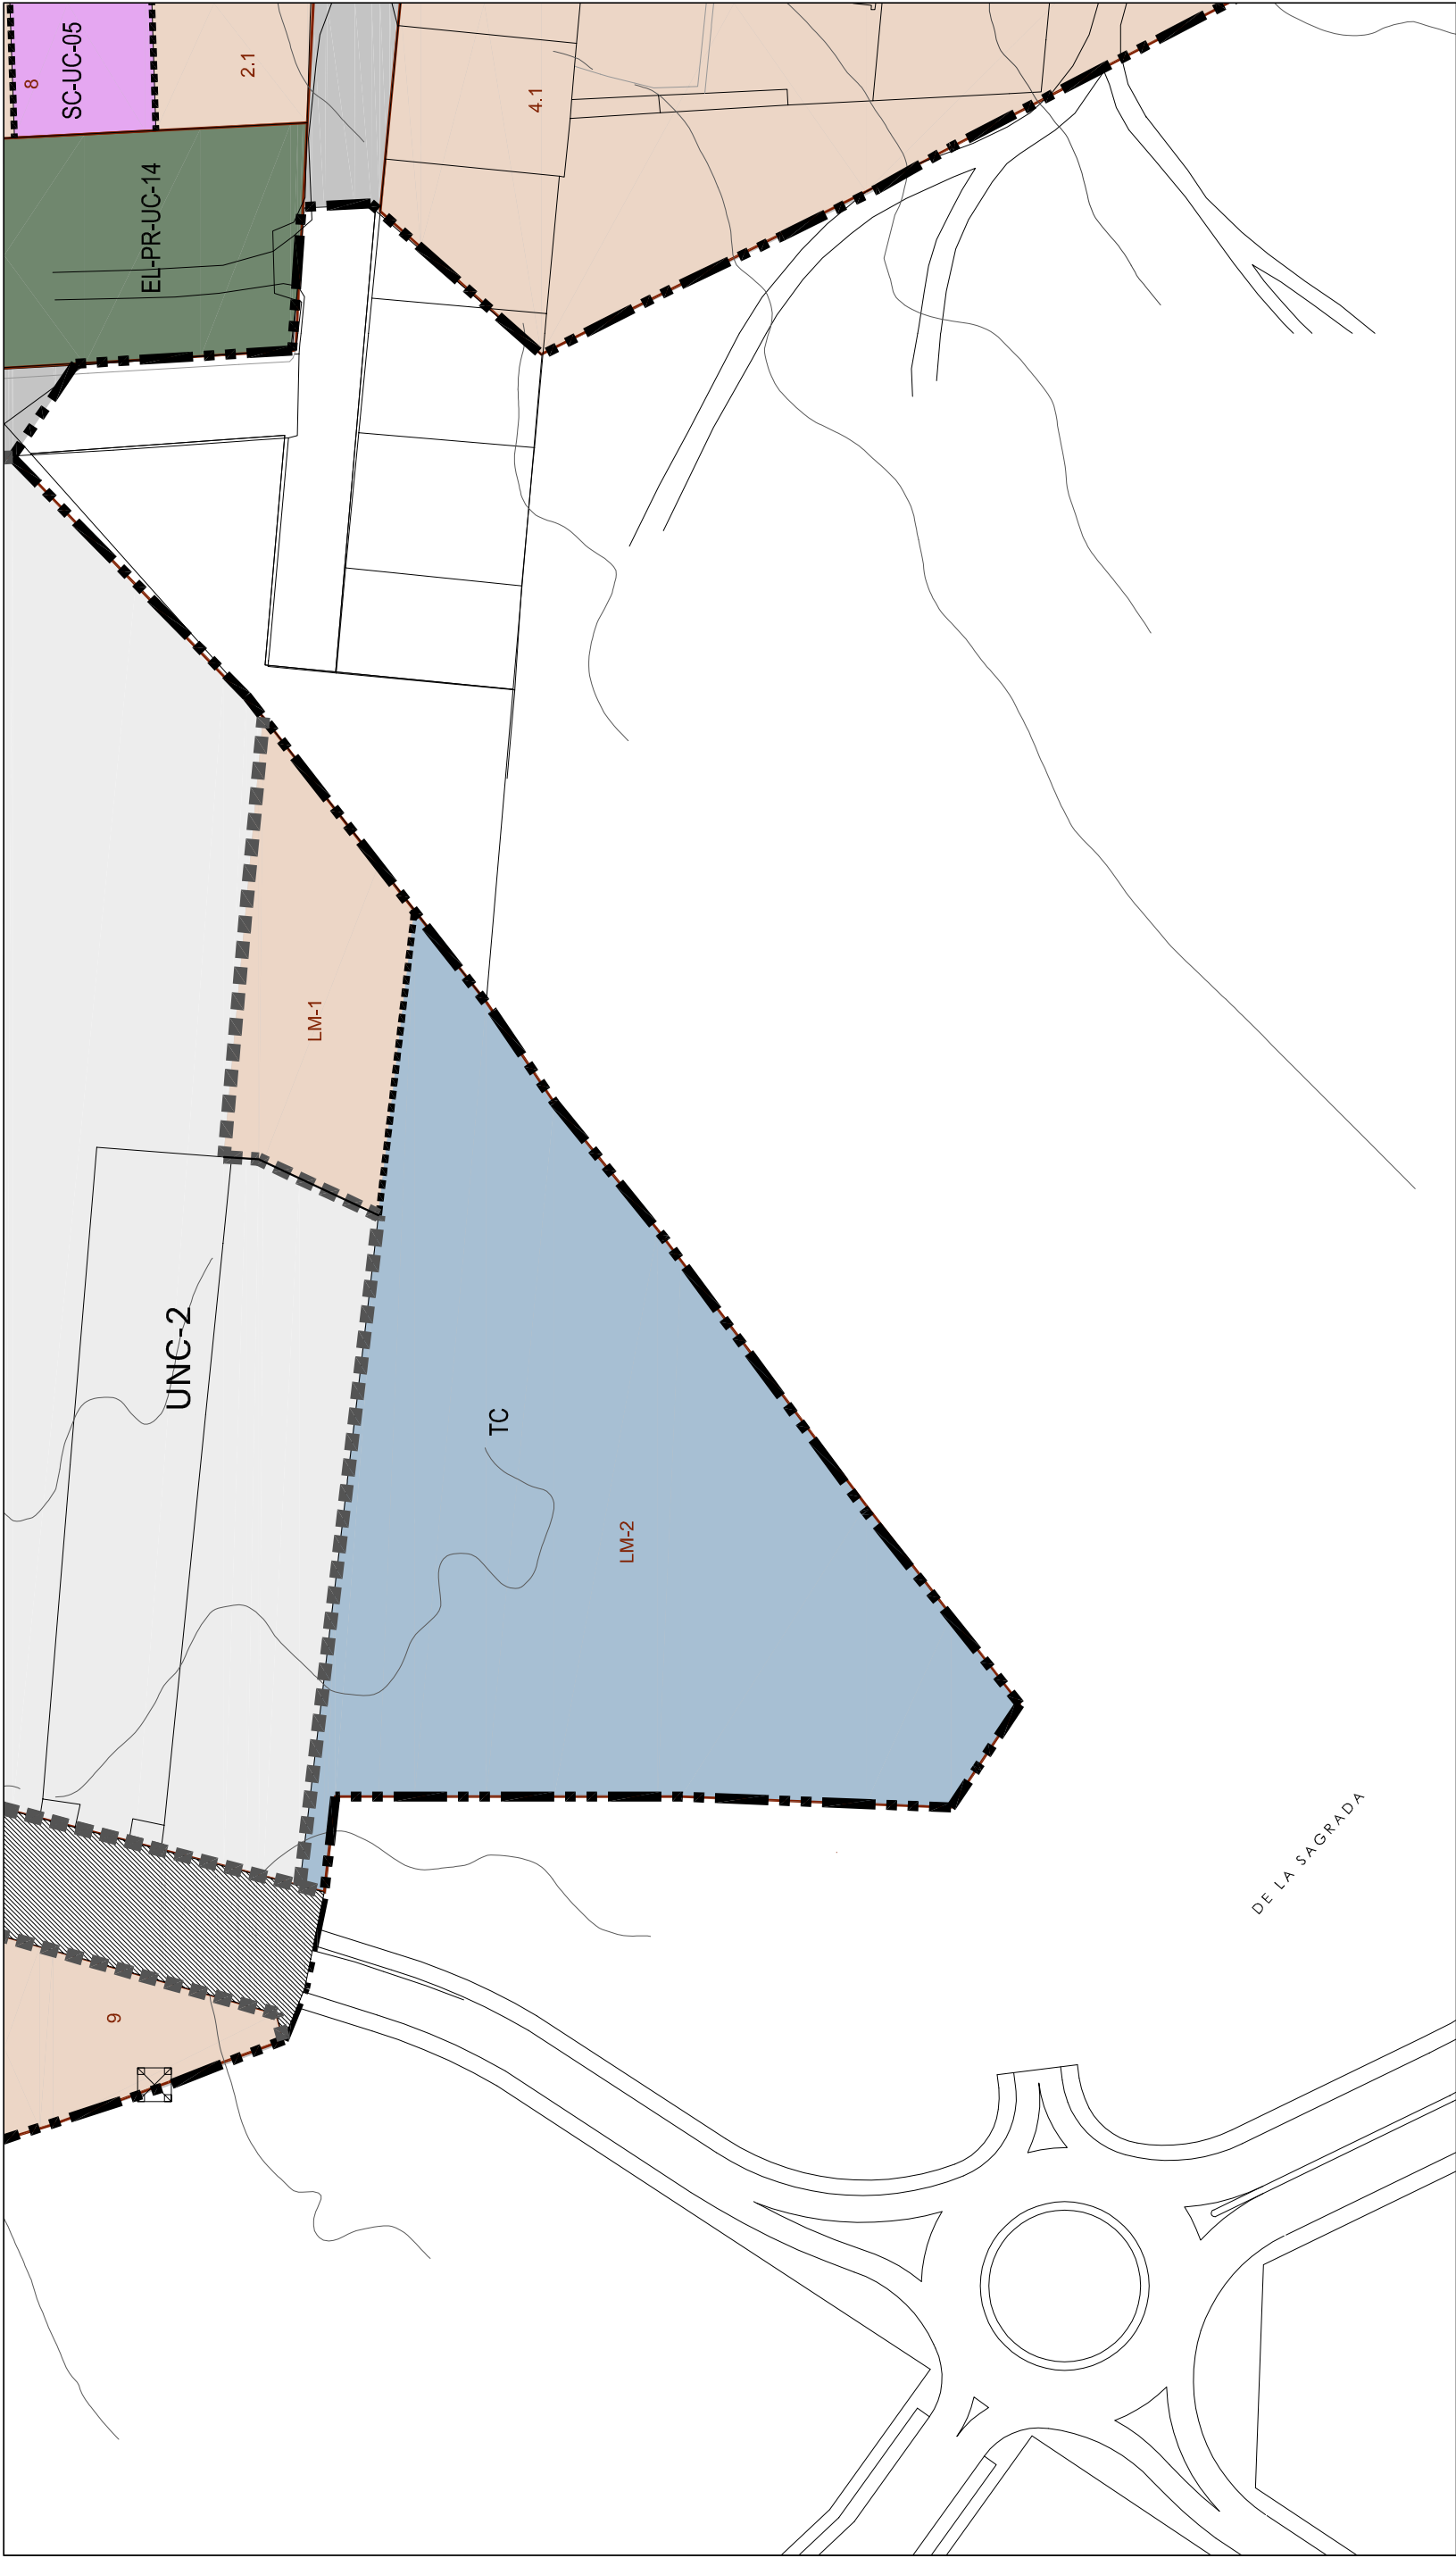 8
SC-UC-05
2.1
4.1
EL-PR-UC-14
LM-1
UNC-2
TC
LM-2
DE LA SAGRADA
9